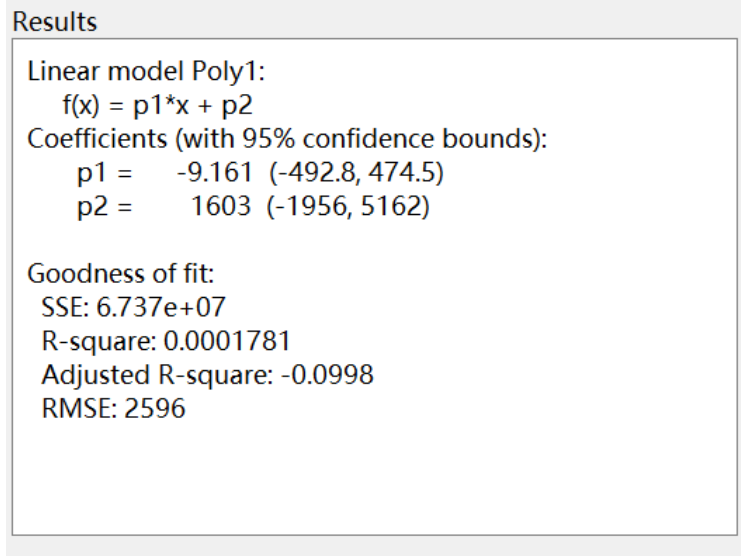 Results
Linear model Poly1:
f(x) = p1*x + p2
Coefficients (with 95% confidence bounds):
p1 = -9.161 (-492.8, 474.5)
p2 = 1603 (-1956, 5162)
Goodness of fit:
SSE: 6.737e+07
R-square: 0.0001781
Adjusted R-square: -0.0998
RMSE: 2596